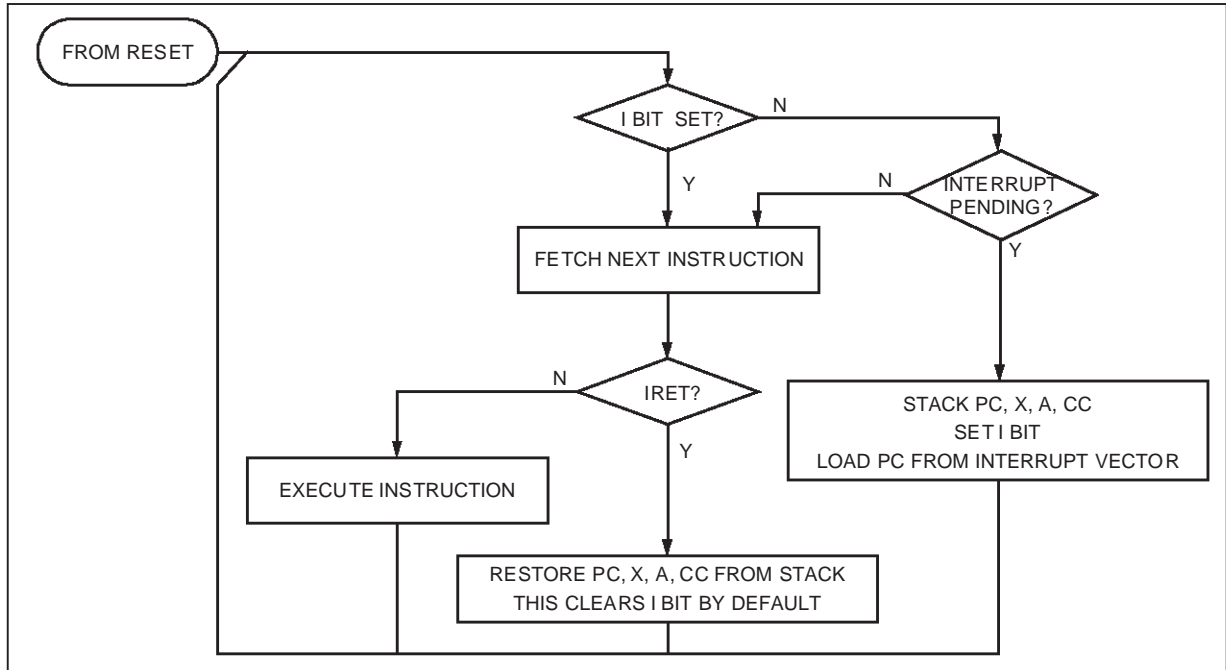 FROM RESET
I BIT SET?
N
Y
N
INTERRUPT
PENDING?
Y
FETCH NEXT INSTRUCTION
N
IRET?
Y
STACK PC, X, A, CC
SET I BIT
LOAD PC FROM INTERRUPT VECTOR
EXECUTE INSTRUCTION
RESTORE PC, X, A, CC FROM STACK
THIS CLEARS I BIT BY DEFAULT